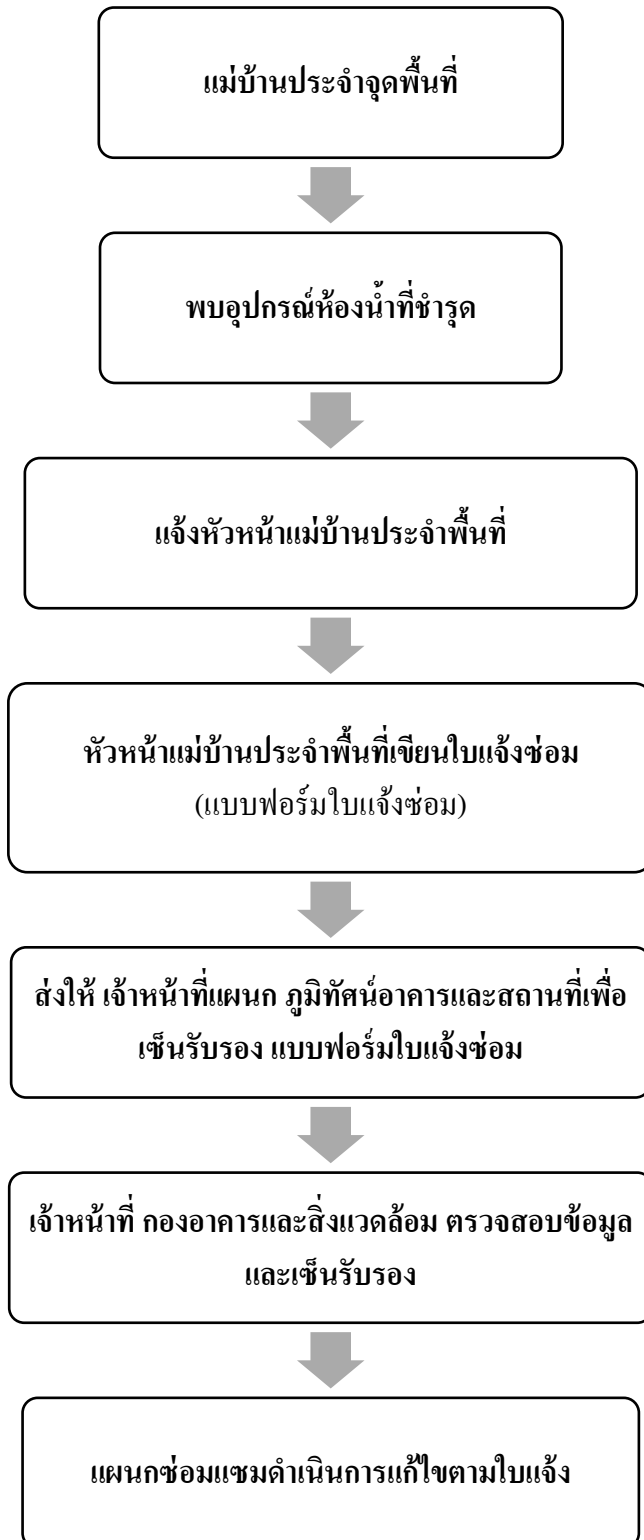 แม่บ้านประจำจุดพื้นที่
พบอุปกรณ์ห้องน้ำที่ชำรุด
แจ้งหัวหน้าแม่บ้านประจำพื้นที่
หัวหน้าแม่บ้านประจำพื้นที่เขียนใบแจ้งซ่อม
(แบบฟอร์มใบแจ้งซ่อม)
ส่งให้ เจ้าหน้าที่แผนก ภูมิทัศน์อาคารและสถานที่เพื่อ
เซ็นรับรอง แบบฟอร์มใบแจ้งซ่อม
เจ้าหน้าที่ กองอาคารและสิ่งแวดล้อม ตรวจสอบข้อมูล
และเซ็นรับรอง
แผนกซ่อมแซมดำเนินการแก้ไขตามใบแจ้ง